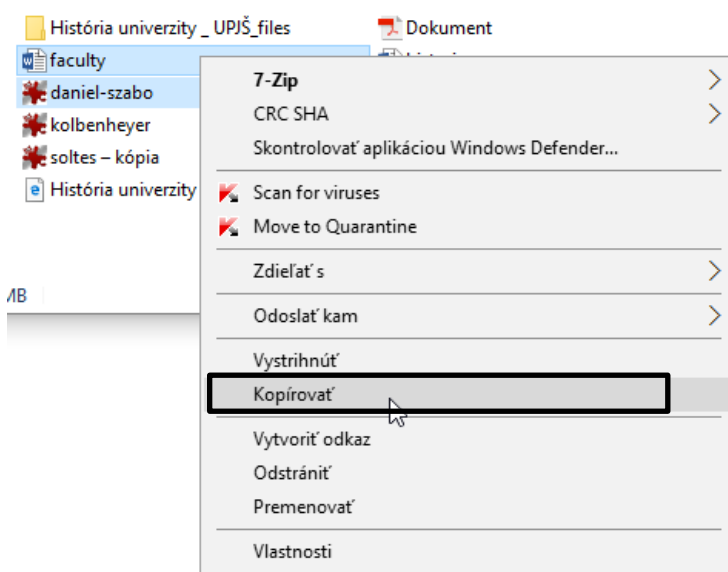 História univerzity _ UPJŠ_files
Dokument
faculty
daniel-szabo
kolbenheyer
soltes – kópia
História univerzity
MB
7-Zip
CRC SHA
Skontrolovať aplikáciou Windows Defender...
Scan for viruses
Move to Quarantine
Zdieľať s
Odoslať kam
Vystrihnúť
Kopírovať
Vytvoriť odkaz
Odstrániť
Premenovať
Vlastnosti